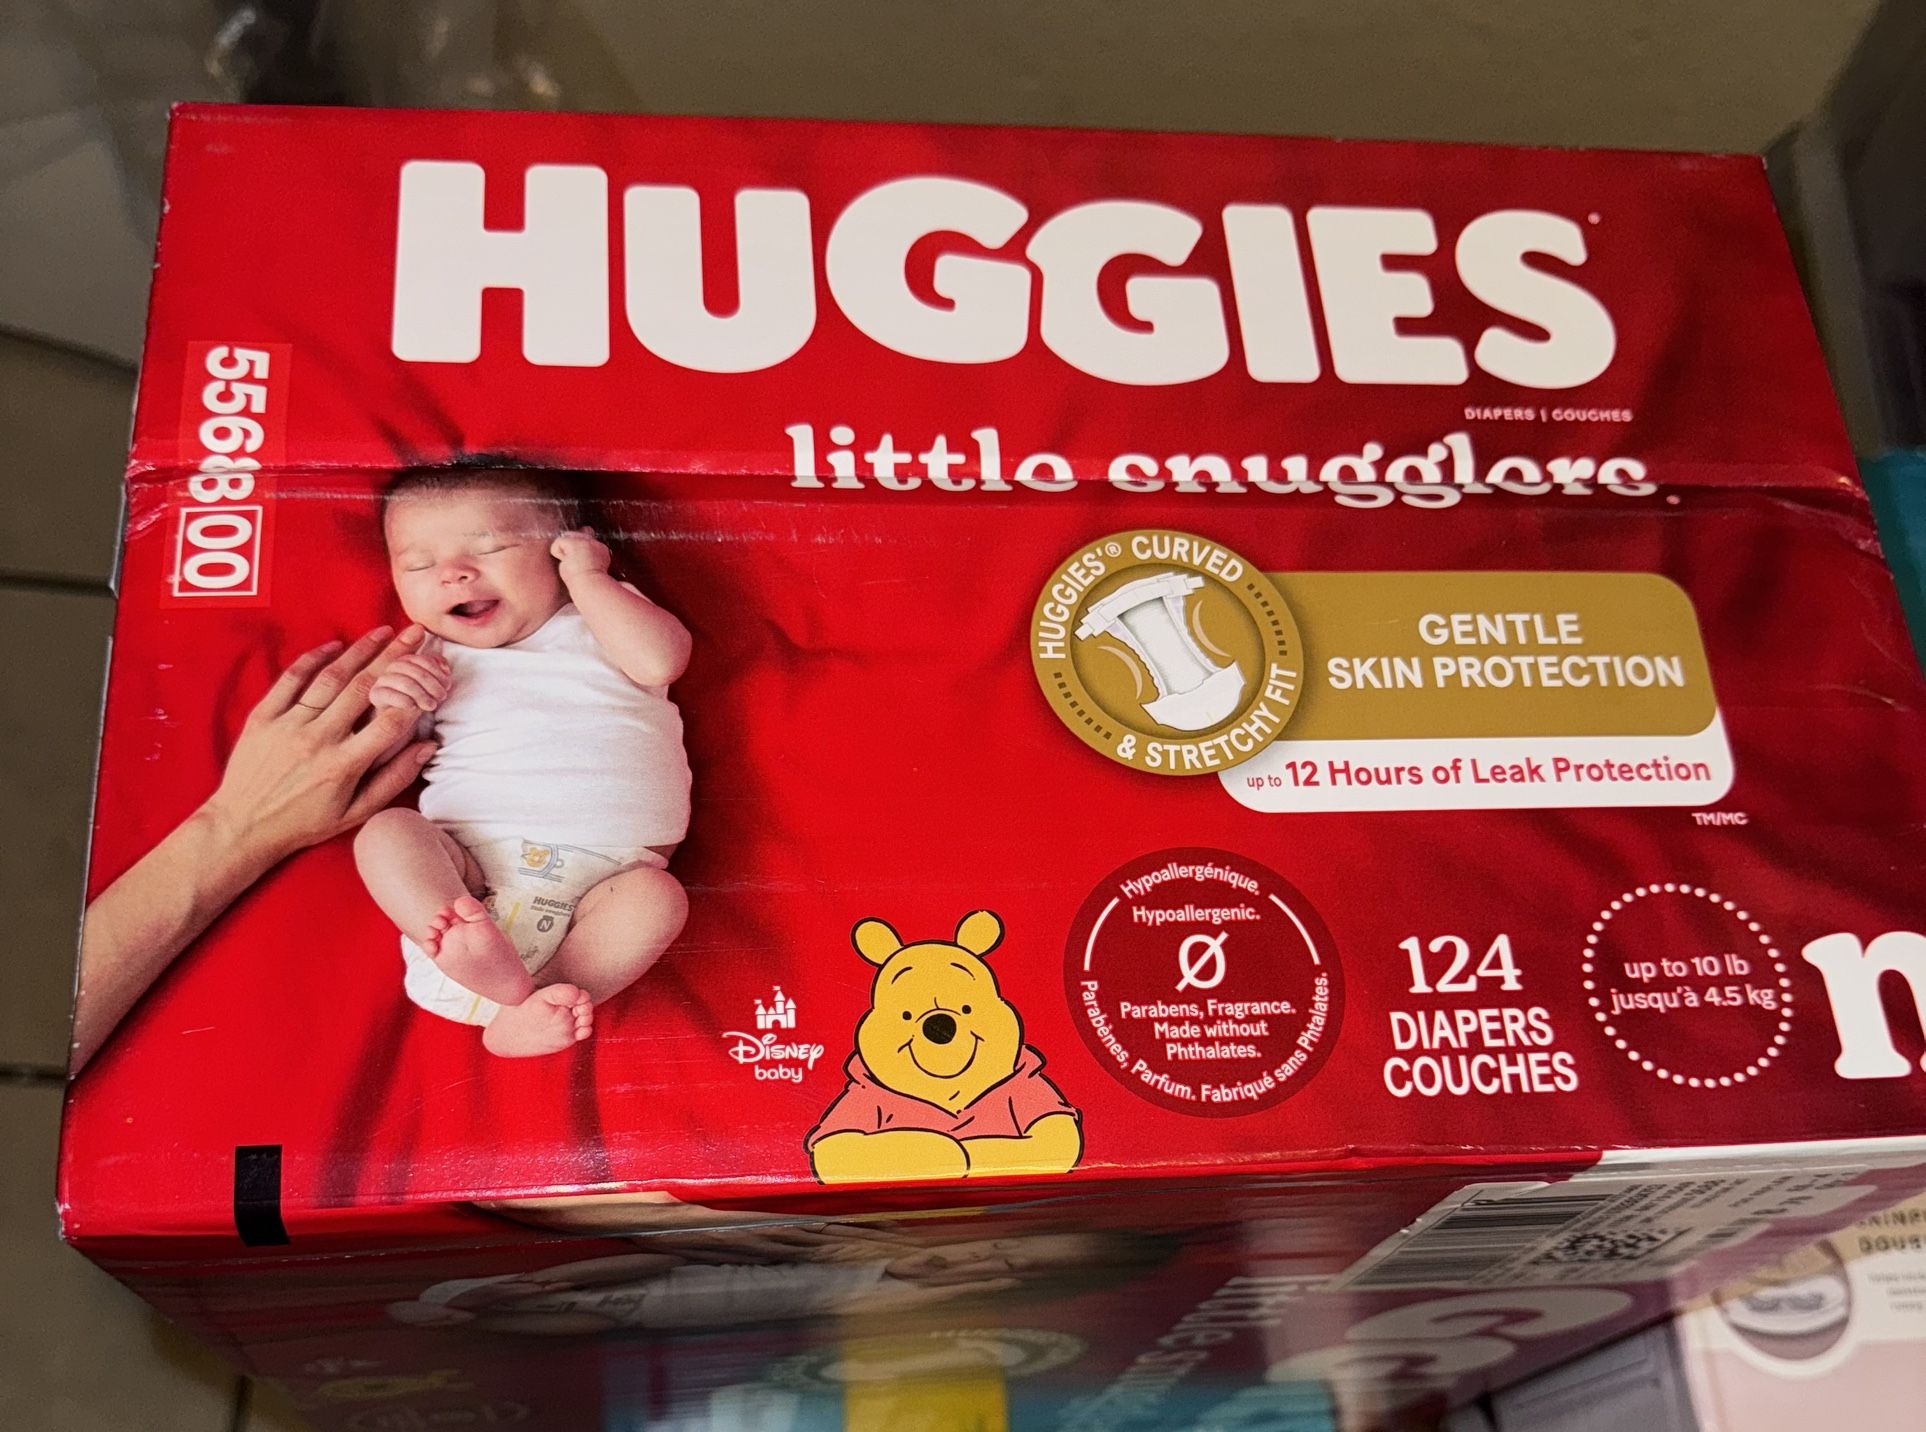 HUGGIES
DIAPERS | COUCHES
little snugglers.
556800
HUGGIES® CURVED
& STRETCHY FIT
GENTLE
SKIN PROTECTION
up to 12 Hours of Leak Protection
TM/MC
HUGGIES
N
Disney
baby
Hypoallergénique.
Hypoallergenic.
Ø
Parabens, Fragrance.
Made without
Phthalates.
Parabènes, Parfum. Fabriqué sans Phtalates.
124
DIAPERS
COUCHES
up to 10 lb
jusqu'à 4.5 kg
n